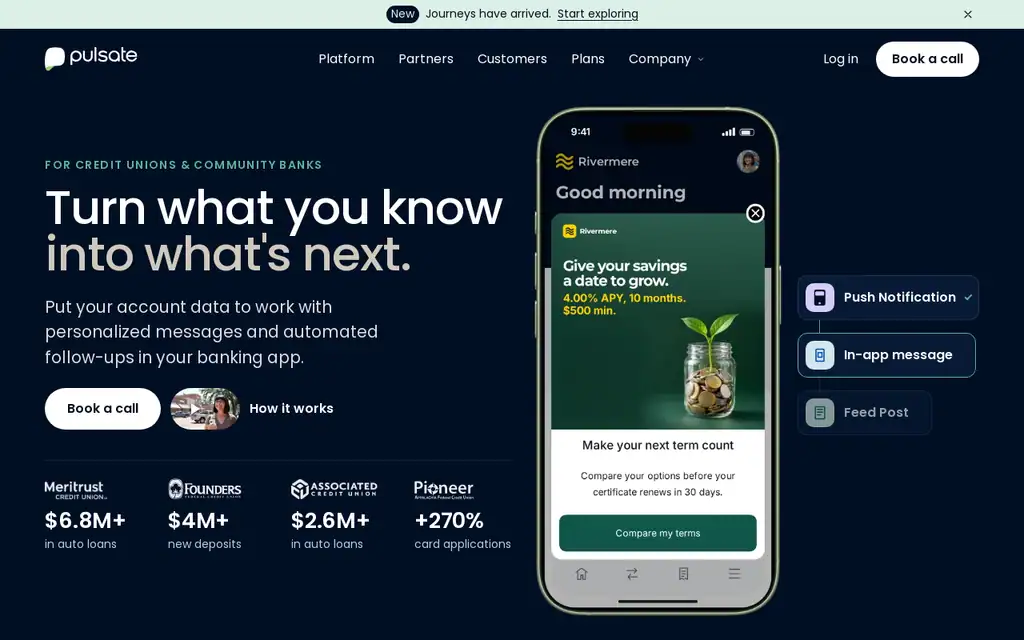 New Journeys have arrived. Start exploring
pulsate
Platform Partners Customers Plans Company
Log in Book a call
FOR CREDIT UNIONS & COMMUNITY BANKS
Turn what you know
into what's next.
Put your account data to work with
personalized messages and automated
follow-ups in your banking app.
Book a call How it works
Meritrust
CREDIT UNION
$6.8M+
in auto loans
FOUNDERS
FEDERAL CREDIT UNION
$4M+
new deposits
ASSOCIATED
CREDIT UNION
$2.6M+
in auto loans
Pioneer
+270%
card applications
9:41
Rivermere
Good morning
Rivermere
Give your savings
a date to grow.
4.00% APY, 10 months.
$500 min.
Make your next term count
Compare your options before your
certificate renews in 30 days.
Compare my terms
Push Notification
In-app message
Feed Post